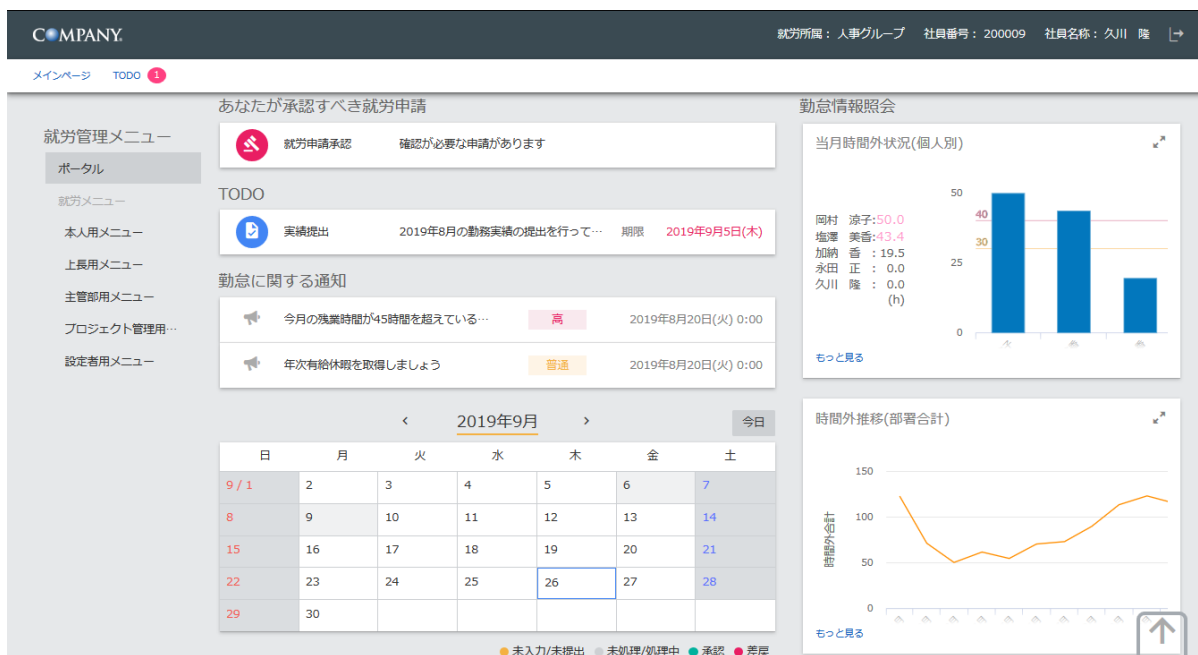 COMPANY.
就労所属： 人事グループ 社員番号： 200009 社員名称： 久川 隆
メインページ TODO 1
就労管理メニュー
ポータル
就労メニュー
本人用メニュー
上長用メニュー
主管部用メニュー
プロジェクト管理用…
設定者用メニュー
あなたが承認すべき就労申請
就労申請承認 確認が必要な申請があります
TODO
実績提出 2019年8月の勤務実績の提出を行って… 期限 2019年9月5日(木)
勤怠に関する通知
今月の残業時間が45時間を超えている… 高 2019年8月20日(火) 0:00
年次有給休暇を取得しましょう 普通 2019年8月20日(火) 0:00
2019年9月 今日
日 月 火 水 木 金 土
9 / 1 2 3 4 5 6 7
8 9 10 11 12 13 14
15 16 17 18 19 20 21
22 23 24 25 26 27 28
29 30
未入力/未提出 未処理/処理中 承認 差戻
勤怠情報照会
当月時間外状況(個人別)
岡村 涼子:50.0
塩澤 美香:43.4
加納 香 : 19.5
永田 正 : 0.0
久川 隆 : 0.0
(h)
50
40
30
25
0
もっと見る
時間外推移(部署合計)
時間外合計
150
100
50
0
もっと見る